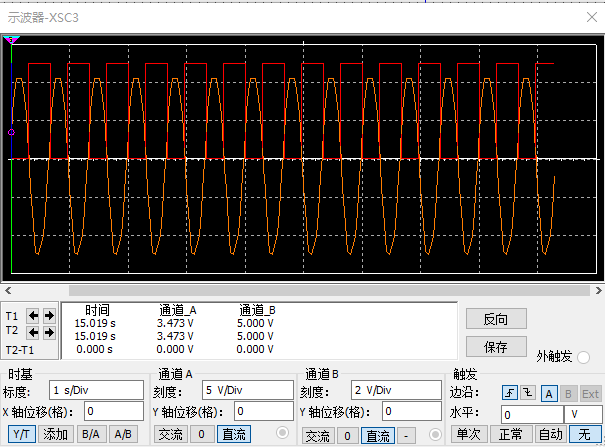 示波器-XSC3
T1
T2
T2-T1
时间 通道_A 通道_B
15.019 s 3.473 V 5.000 V
15.019 s 3.473 V 5.000 V
0.000 s 0.000 V 0.000 V
反向
保存
外触发
时基
标度: 1 s/Div
X 轴位移(格): 0
Y/T 添加 B/A A/B
通道 A
刻度: 5 V/Div
Y 轴位移(格): 0
交流 0 直流
通道 B
刻度: 2 V/Div
Y 轴位移(格): 0
交流 0 直流 -
触发
边沿: A B Ext
水平: 0 V
单次 正常 自动 无